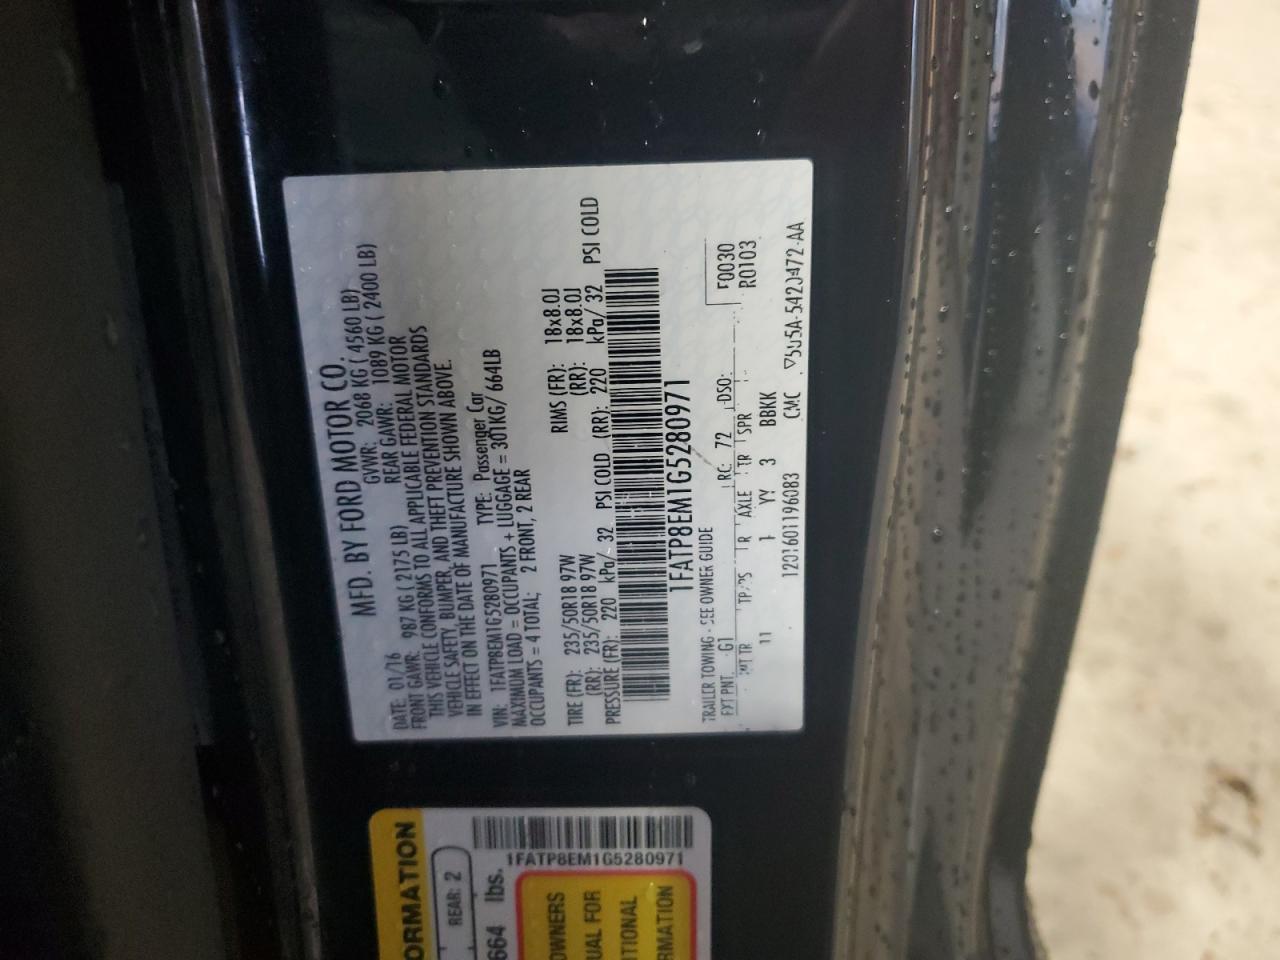 MFD. BY FORD MOTOR CO.
DATE: 01/16 GVWR: 2068 KG ( 4560 LB)
FRONT GAWR: 987 KG ( 2175 LB) REAR GAWR: 1089 KG ( 2400 LB)
THIS VEHICLE CONFORMS TO ALL APPLICABLE FEDERAL MOTOR
VEHICLE SAFETY, BUMPER, AND THEFT PREVENTION STANDARDS
IN EFFECT ON THE DATE OF MANUFACTURE SHOWN ABOVE.
VIN: 1FATP8EM1G5280971 TYPE: Passenger Car
MAXIMUM LOAD = OCCUPANTS + LUGGAGE = 301KG/ 664LB
OCCUPANTS = 4 TOTAL; 2 FRONT, 2 REAR
TIRE (FR): 235/50R18 97W RIMS (FR): 18x8.0J
(RR): 235/50R18 97W (RR): 18x8.0J
PRESSURE (FR): 220 kPa/ 32 PSI COLD (RR): 220 kPa/ 32 PSI COLD
1FATP8EM1G5280971
TRAILER TOWING - SEE OWNER GUIDE
EXT PNT: G1 RC: 72 DSO: F0030
INT TR TP/PS R AXLE TR SPR R0103
11 1 YY 3 BBKK
1201601196083 CMC
ORMATION
REAR: 2
664 lbs.
1FATP8EM1G5280971
OWNERS
UAL FOR
ITIONAL
RMATION